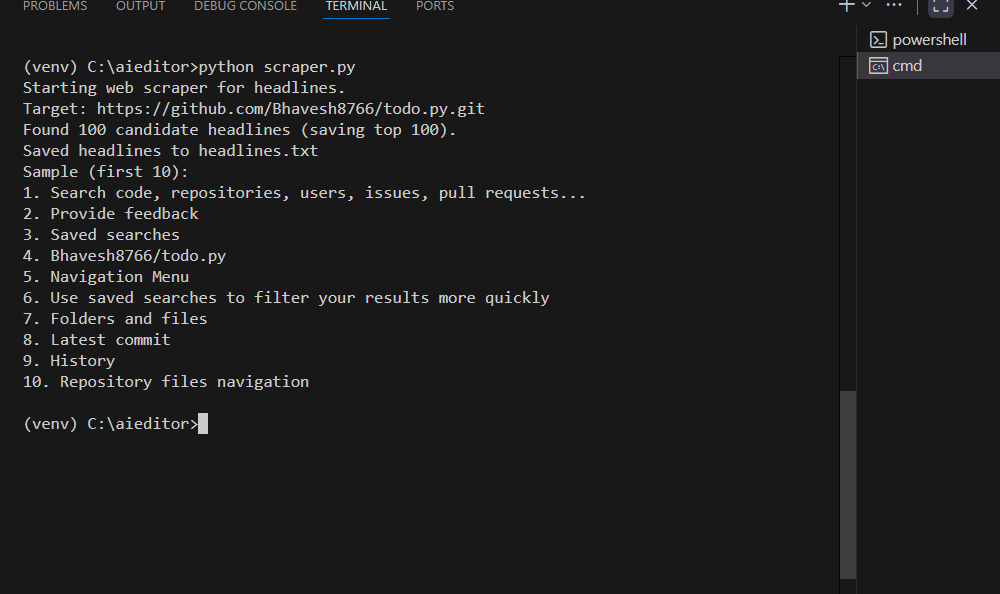 PROBLEMS OUTPUT DEBUG CONSOLE TERMINAL PORTS
powershell
cmd
(venv) C:\aieditor>python scraper.py
Starting web scraper for headlines.
Target: https://github.com/Bhavesh8766/todo.py.git
Found 100 candidate headlines (saving top 100).
Saved headlines to headlines.txt
Sample (first 10):
1. Search code, repositories, users, issues, pull requests...
2. Provide feedback
3. Saved searches
4. Bhavesh8766/todo.py
5. Navigation Menu
6. Use saved searches to filter your results more quickly
7. Folders and files
8. Latest commit
9. History
10. Repository files navigation
(venv) C:\aieditor>